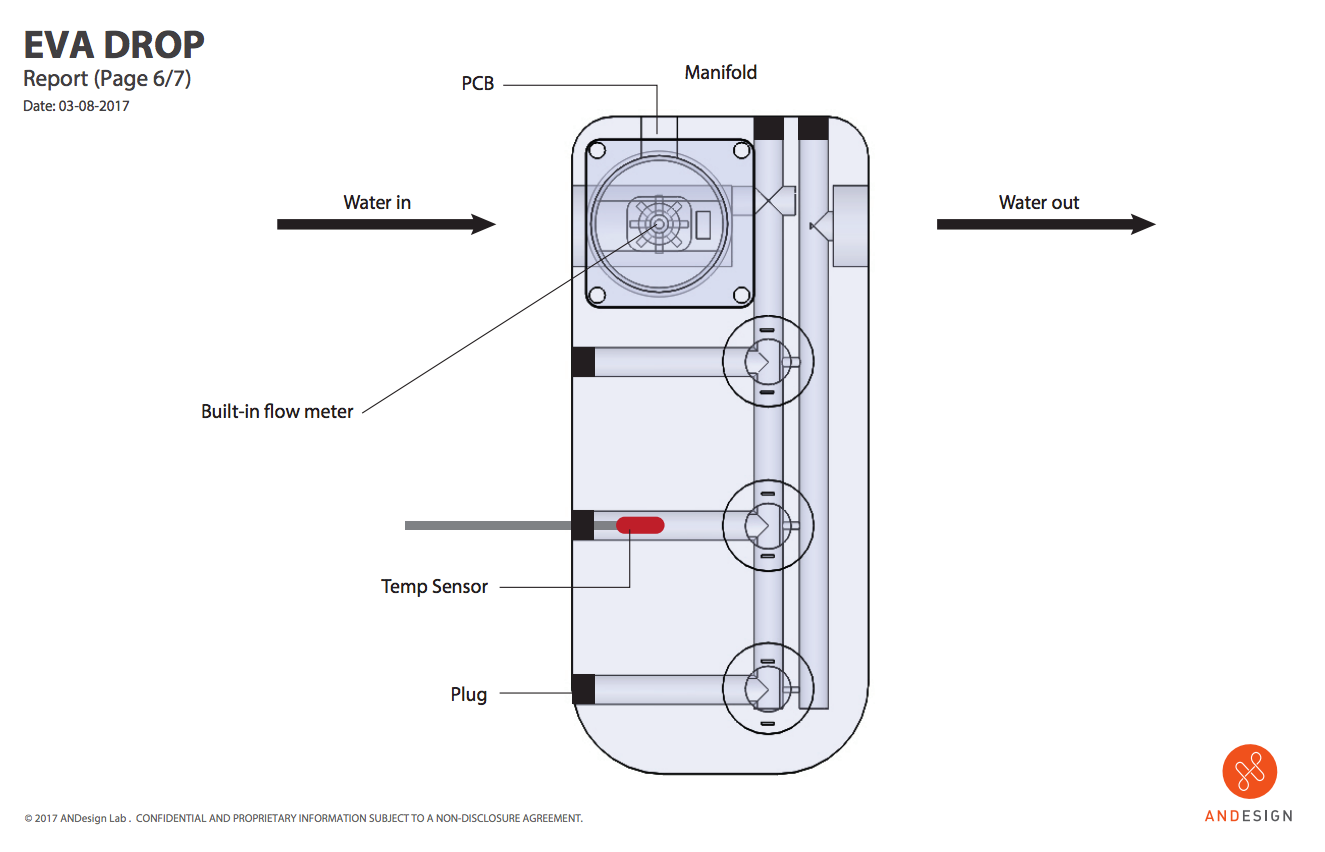 EVA DROP
Report (Page 6/7)
Date: 03-08-2017
PCB
Manifold
Water in
Water out
Built-in flow meter
Temp Sensor
Plug
© 2017 ANDesign Lab . CONFIDENTIAL AND PROPRIETARY INFORMATION SUBJECT TO A NON-DISCLOSURE AGREEMENT.
ANDESIGN